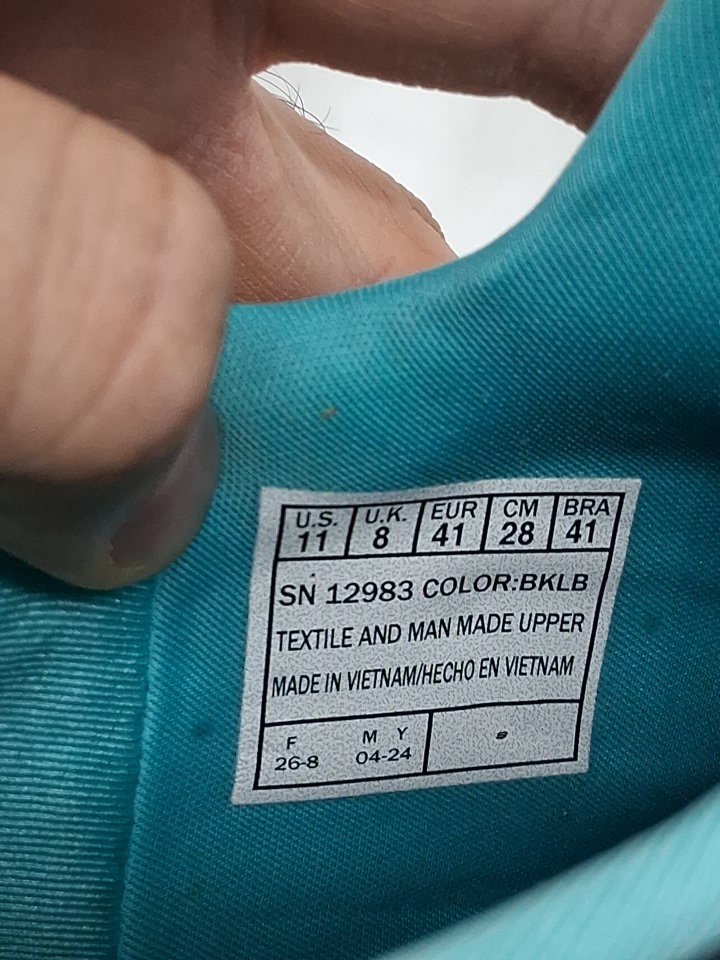 U.S. U.K. EUR CM BRA
11 8 41 28 41
SN 12983 COLOR:BKLB
TEXTILE AND MAN MADE UPPER
MADE IN VIETNAM/HECHO EN VIETNAM
F M Y
26-8 04-24